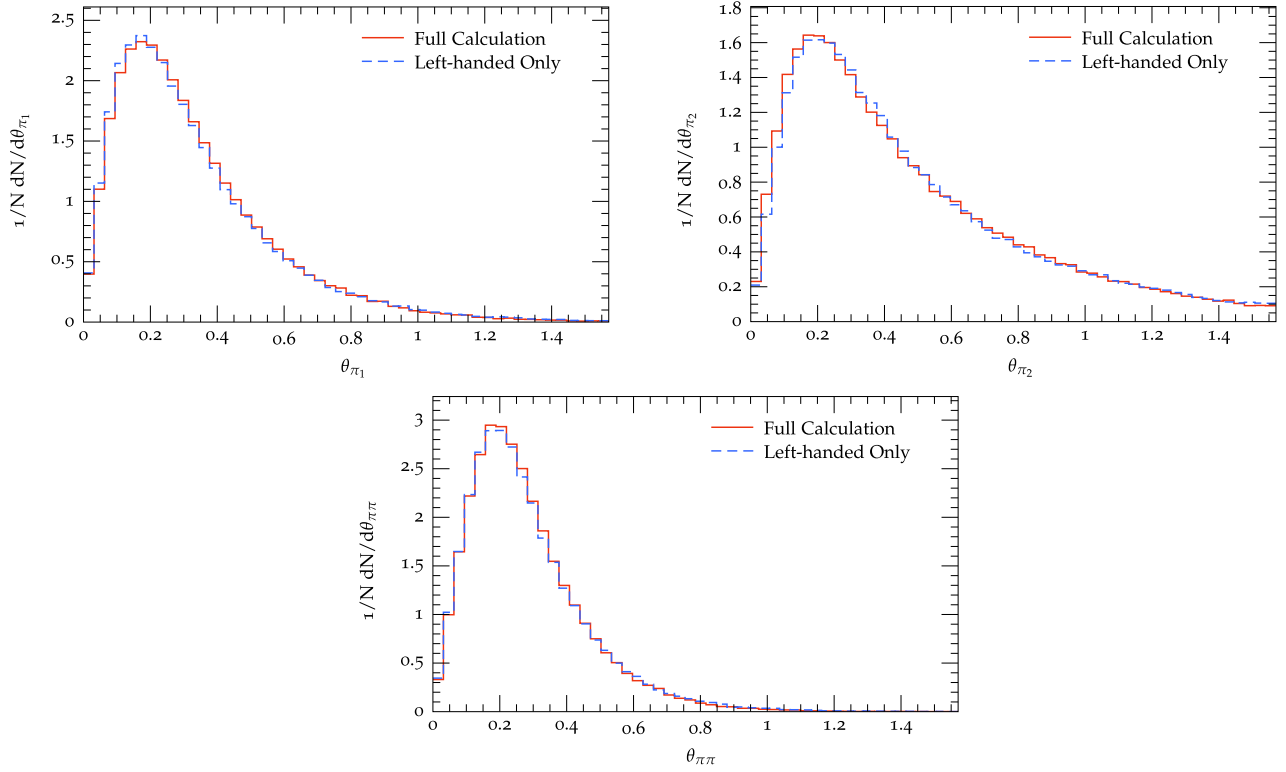 1/N dN/dθπ1
2.5
2
1.5
1
0.5
0
Full Calculation
Left-handed Only
0 0.2 0.4 0.6 0.8 1 1.2 1.4
θπ1
1/N dN/dθπ2
1.8
1.6
1.4
1.2
1
0.8
0.6
0.4
0.2
0
Full Calculation
Left-handed Only
0 0.2 0.4 0.6 0.8 1 1.2 1.4
θπ2
1/N dN/dθππ
3
2.5
2
1.5
1
0.5
0
Full Calculation
Left-handed Only
0 0.2 0.4 0.6 0.8 1 1.2 1.4
θππ